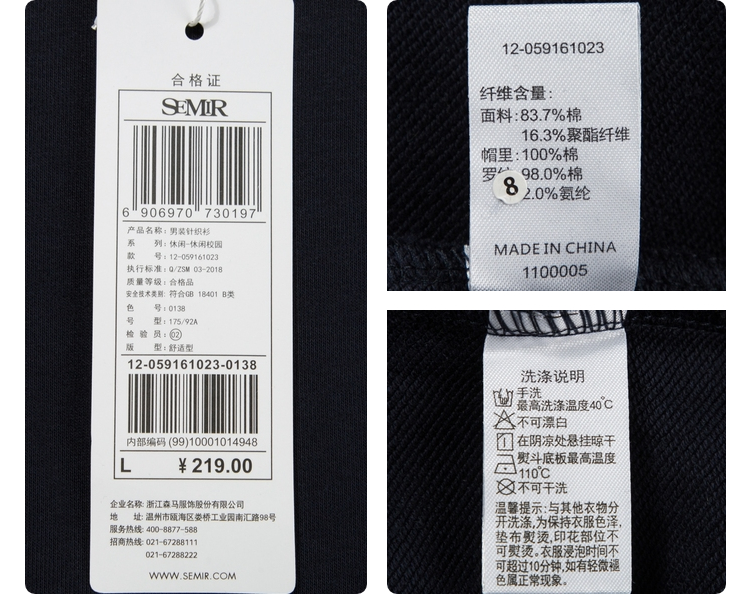 合格证
SEMIR
6 906970 730197
产品名称: 男装针织衫
系 列: 休闲-休闲校园
款 号: 12-059161023
执行标准: Q/ZSM 03-2018
质量等级: 合格品
安全技术类别: 符合GB 18401 B类
色 号: 0138
号 型: 175/92A
检 验 员: 02
版 型: 舒适型
12-059161023-0138
内部编码 (99)10001014948
L ¥219.00
企业名称: 浙江森马服饰股份有限公司
地 址: 温州市瓯海区娄桥工业园南汇路98号
服务热线: 400-8877-588
招商热线: 021-67288111
021-67288222
WWW.SEMIR.COM
12-059161023
纤维含量:
面料: 83.7%棉
16.3%聚酯纤维
帽里: 100%棉
罗 98.0%棉
8
2.0%氨纶
MADE IN CHINA
1100005
洗涤说明
手洗
最高洗涤温度40℃
不可漂白
在阴凉处悬挂晾干
熨斗底板最高温度
110℃
不可干洗
温馨提示:与其他衣物分
开洗涤,为保持衣服色泽,
垫布熨烫,印花部位不
可熨烫。衣服浸泡时间不
可超过10分钟,如有轻微褪
色属正常现象.